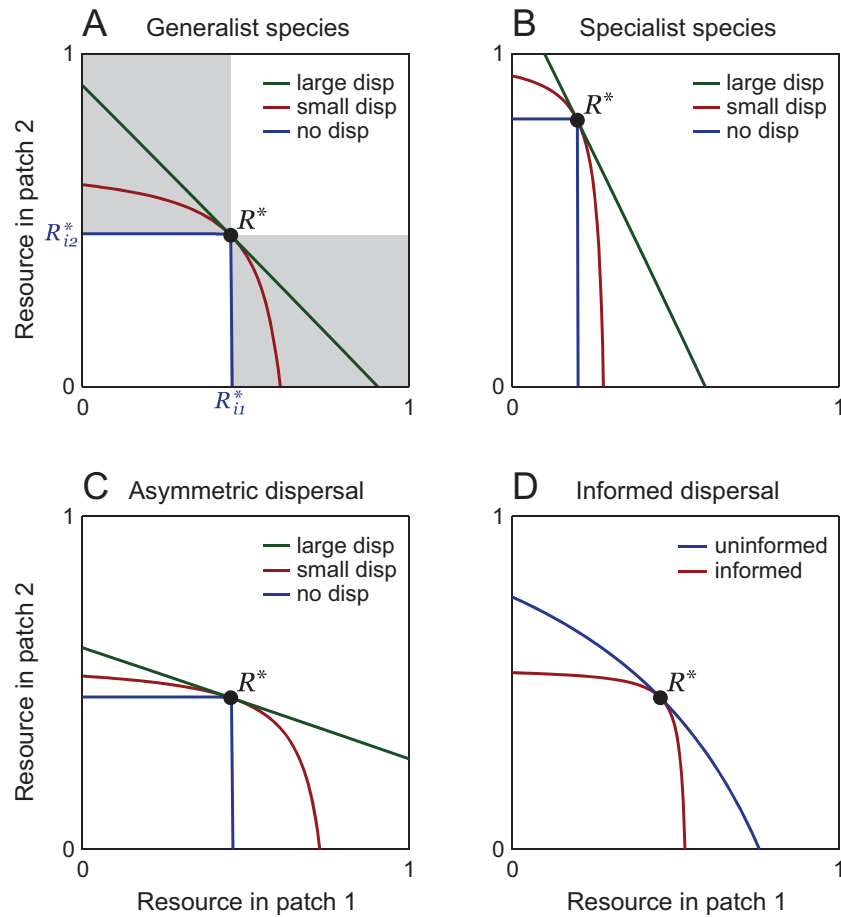 A Generalist species
1
large disp
small disp
no disp
R*
R*i2
Resource in patch 2
0
0
R*i1
1
B Specialist species
1
large disp
small disp
no disp
R*
0
0
1
C Asymmetric dispersal
1
large disp
small disp
no disp
R*
Resource in patch 2
0
0
1
Resource in patch 1
D Informed dispersal
1
uninformed
informed
R*
0
0
1
Resource in patch 1